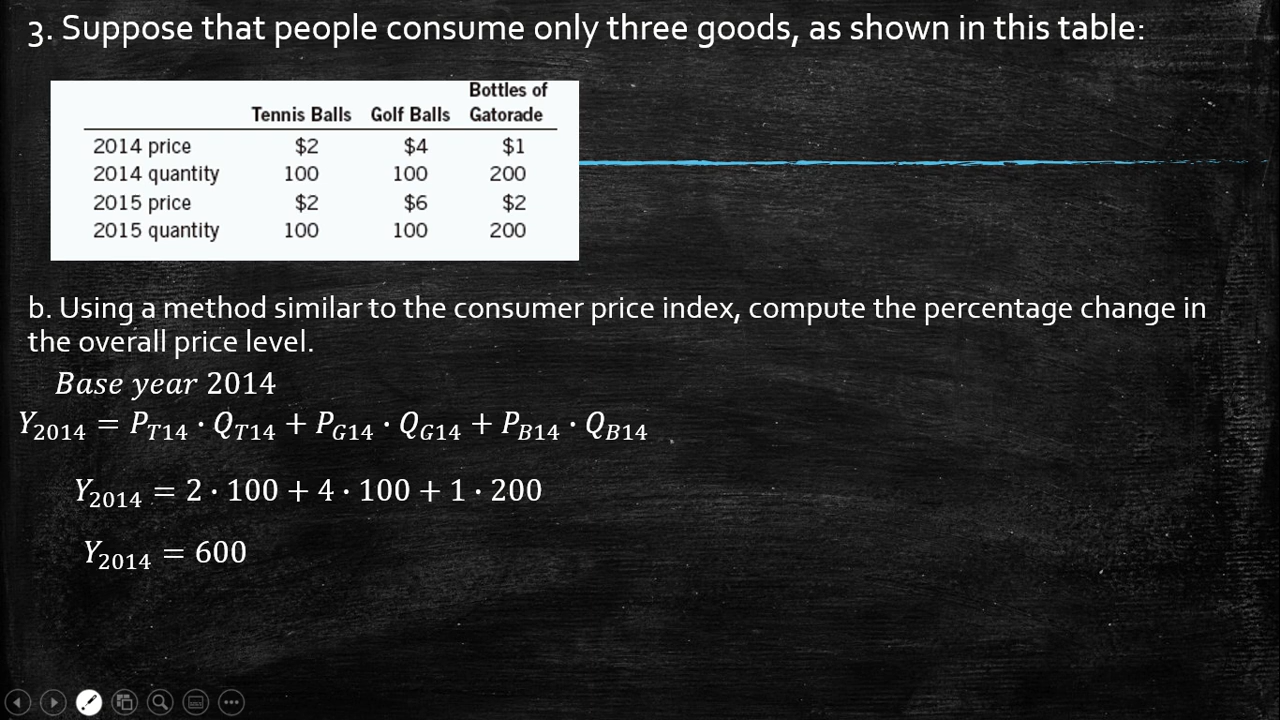 3. Suppose that people consume only three goods, as shown in this table:
Bottles of
Tennis Balls Golf Balls Gatorade
2014 price $2 $4 $1
2014 quantity 100 100 200
2015 price $2 $6 $2
2015 quantity 100 100 200
b. Using a method similar to the consumer price index, compute the percentage change in
the overall price level.
Base year 2014
Y₂₀₁₄ = P_T14 · Q_T14 + P_G14 · Q_G14 + P_B14 · Q_B14
Y₂₀₁₄ = 2 · 100 + 4 · 100 + 1 · 200
Y₂₀₁₄ = 600